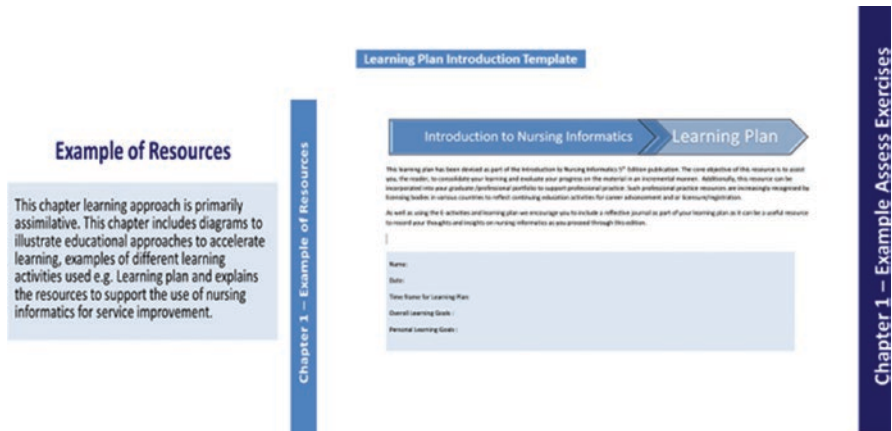 Example of Resources
This chapter learning approach is primarily
assimilative. This chapter includes diagrams to
illustrate educational approaches to accelerate
learning, examples of different learning
activities used e.g. Learning plan and explains
the resources to support the use of nursing
informatics for service improvement.
Chapter 1 – Example of Resources
Learning Plan Introduction Template
Introduction to Nursing Informatics
Learning Plan
This learning plan has been devised as part of the Introduction to Nursing Informatics 5th Edition publication. The core objective of this resource is to assist
you, the reader, to consolidate your learning and evaluate your progress on the material in an incremental manner. Additionally, this resource can be
incorporated into your graduate /professional portfolio to support professional practice. Such professional practice resources are increasingly recognised by
licensing bodies in various countries to reflect continuing education activities for career advancement and or licensure/registration.
As well as using the 6 activities and learning plan we encourage you to include a reflective journal as part of your learning plan as it can be a useful resource
to record your thoughts and insights on nursing informatics as you proceed through this edition.
Name:
Date:
Time frame for Learning Plan
Overall Learning Goals :
Personal Learning Goals :
Chapter 1 – Example Assess Exercises